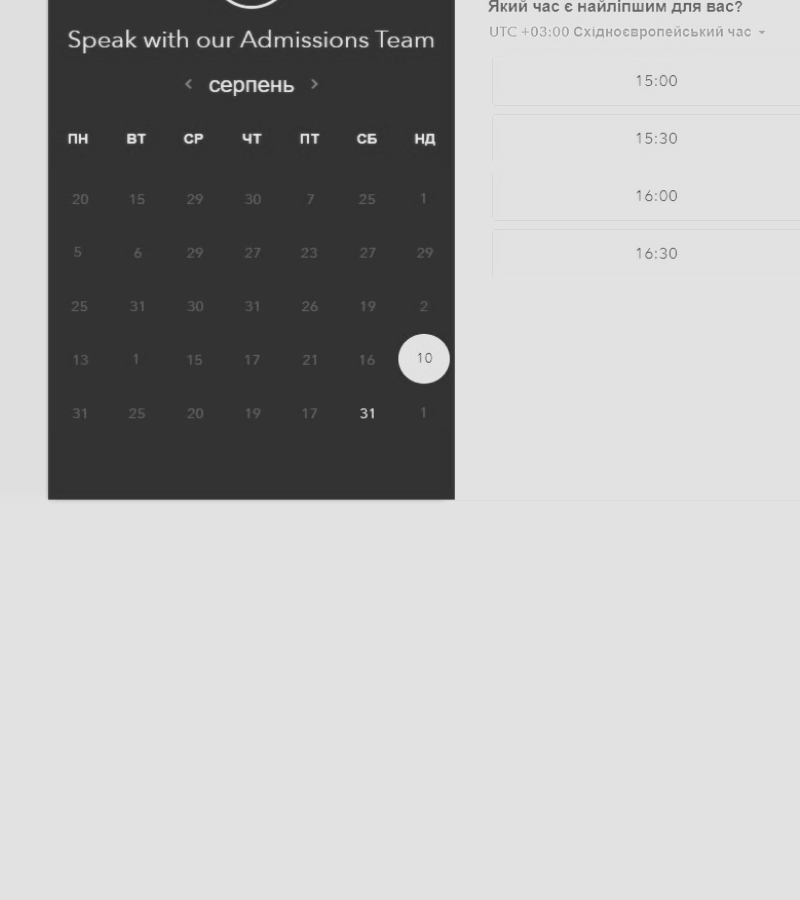 Speak with our Admissions Team
серпень
ПН ВТ СР ЧТ ПТ СБ НД
20 15 29 30 7 25 1
5 6 29 27 23 27 29
25 31 30 31 26 19 2
13 1 15 17 21 16 10
31 25 20 19 17 31 1
Який час є найліпшим для вас?
UTC +03:00 Східноєвропейський час
15:00
15:30
16:00
16:30